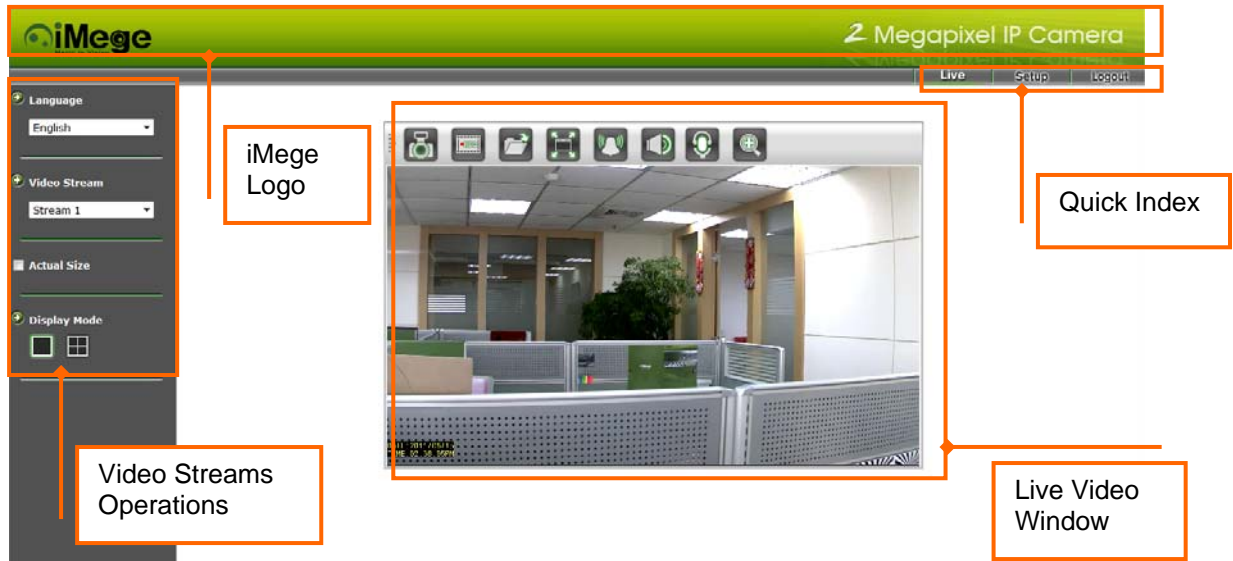 iMege
2 Megapixel IP Camera
Live Setup Logout
Language
English
Video Stream
Stream 1
Actual Size
Display Mode
iMege
Logo
Quick Index
Video Streams
Operations
Live Video
Window